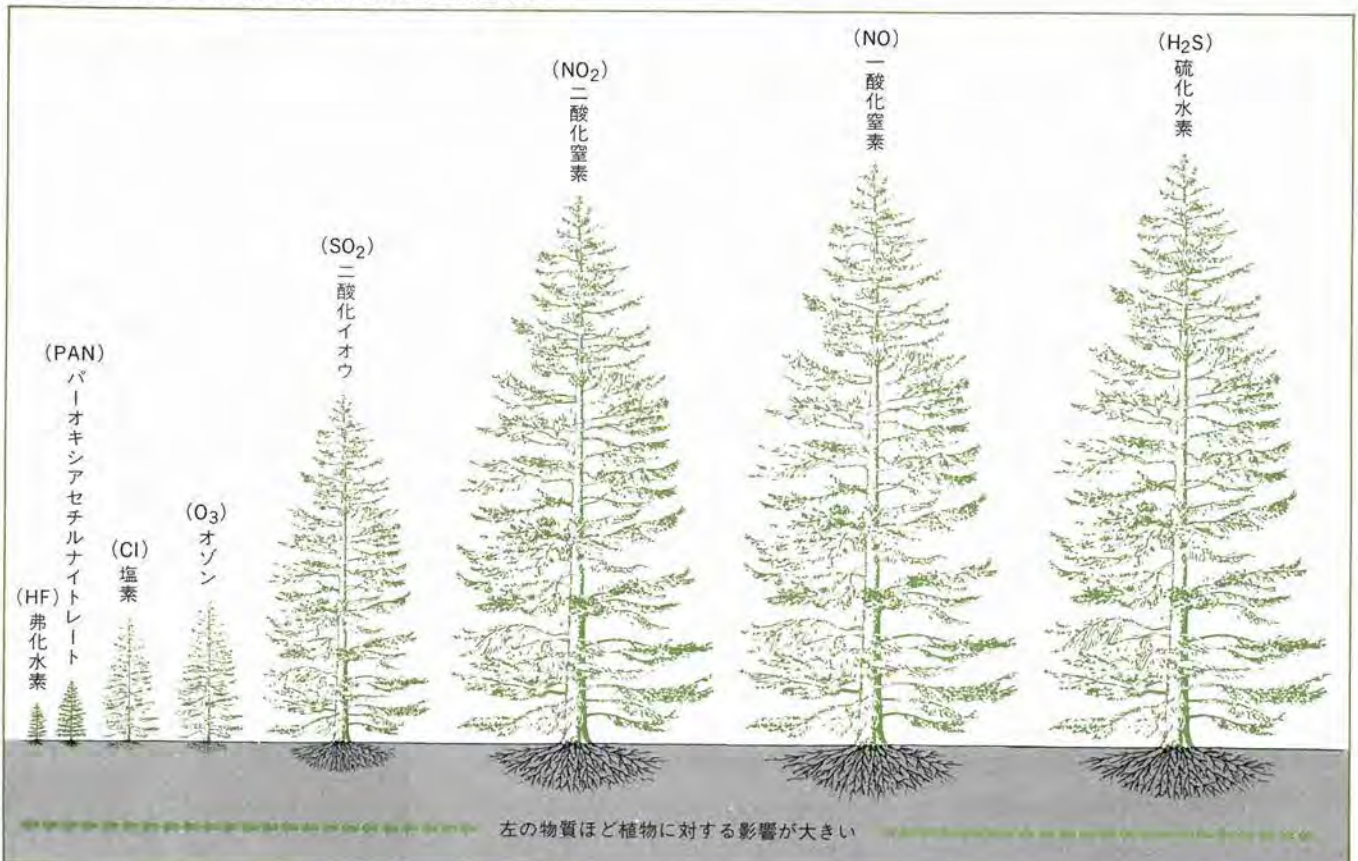 (HF)
弗化水素
(PAN)
パーオキシアセチルナイトレート
(Cl)
塩素
(O₃)
オゾン
(SO₂)
二酸化イオウ
(NO₂)
二酸化窒素
(NO)
一酸化窒素
(H₂S)
硫化水素
左の物質ほど植物に対する影響が大きい